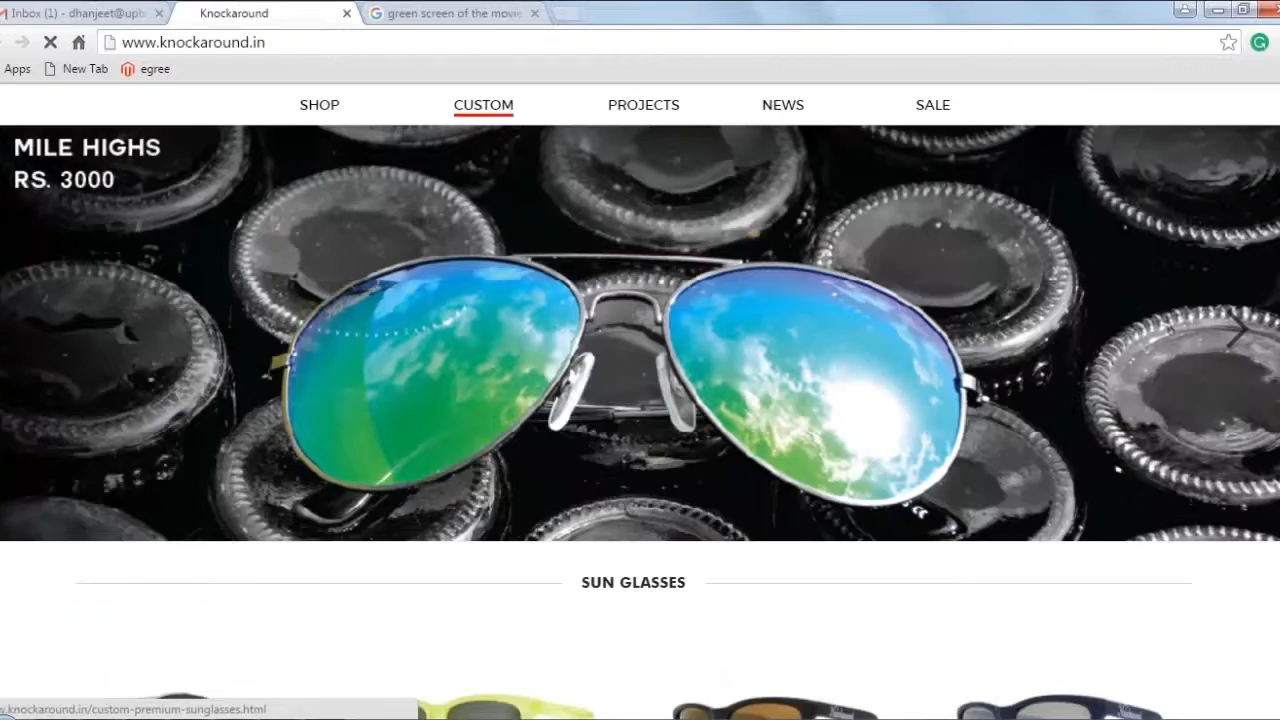 Inbox (1) - dhanjeet@upb
Knockaround
green screen of the movie
www.knockaround.in
Apps
New Tab
egree
SHOP
CUSTOM
PROJECTS
NEWS
SALE
MILE HIGHS
RS. 3000
SUN GLASSES
w.knockaround.in/custom-premium-sunglasses.html